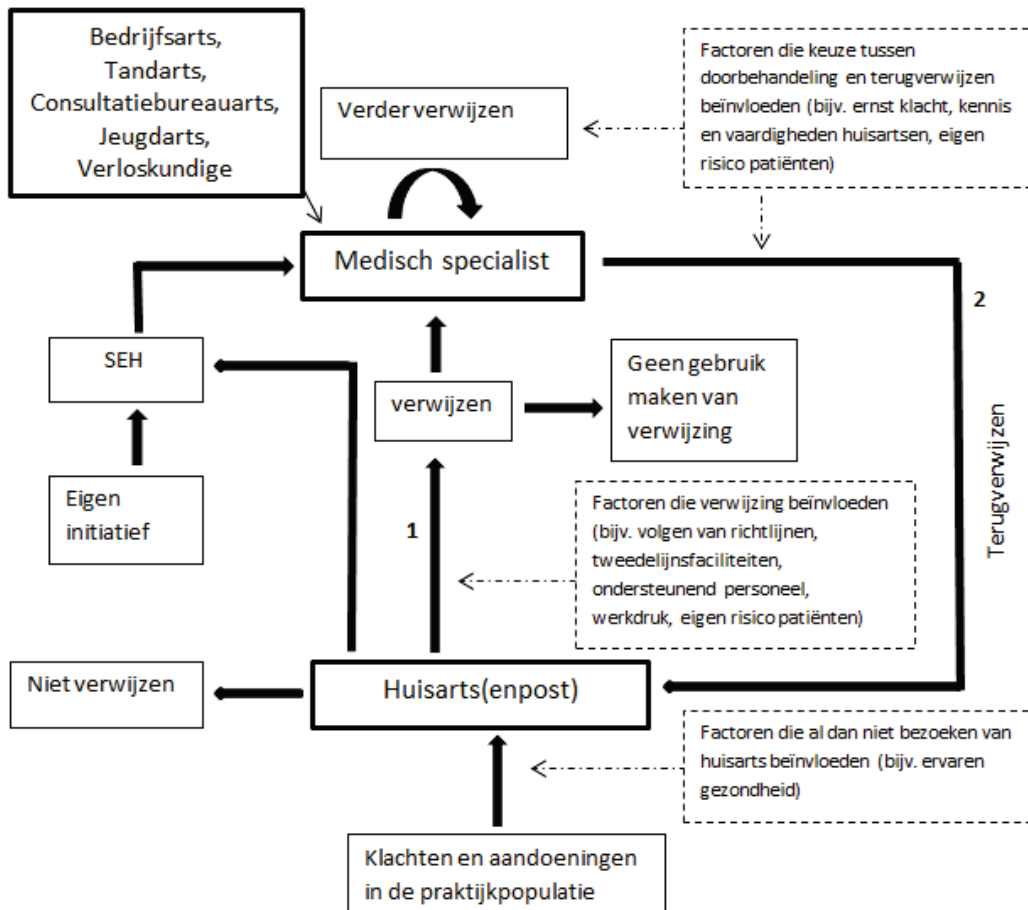 Bedrijfsarts,
Tandarts,
Consultatiebureauarts,
Jeugdarts,
Verloskundige
Verder verwijzen
Factoren die keuze tussen
doorbehandeling en terugverwijzen
beïnvloeden (bijv. ernst klacht, kennis
en vaardigheden huisartsen, eigen
risico patiënten)
Medisch specialist
2
SEH
verwijzen
Geen gebruik
maken van
verwijzing
Terugverwijzen
Eigen
initiatief
1
Factoren die verwijzing beïnvloeden
(bijv. volgen van richtlijnen,
tweedelijnsfaciliteiten,
ondersteunend personeel,
werkdruk, eigen risico patiënten)
Niet verwijzen
Huisarts(enpost)
Factoren die al dan niet bezoeken van
huisarts beïnvloeden (bijv. ervaren
gezondheid)
Klachten en aandoeningen
in de praktijkpopulatie